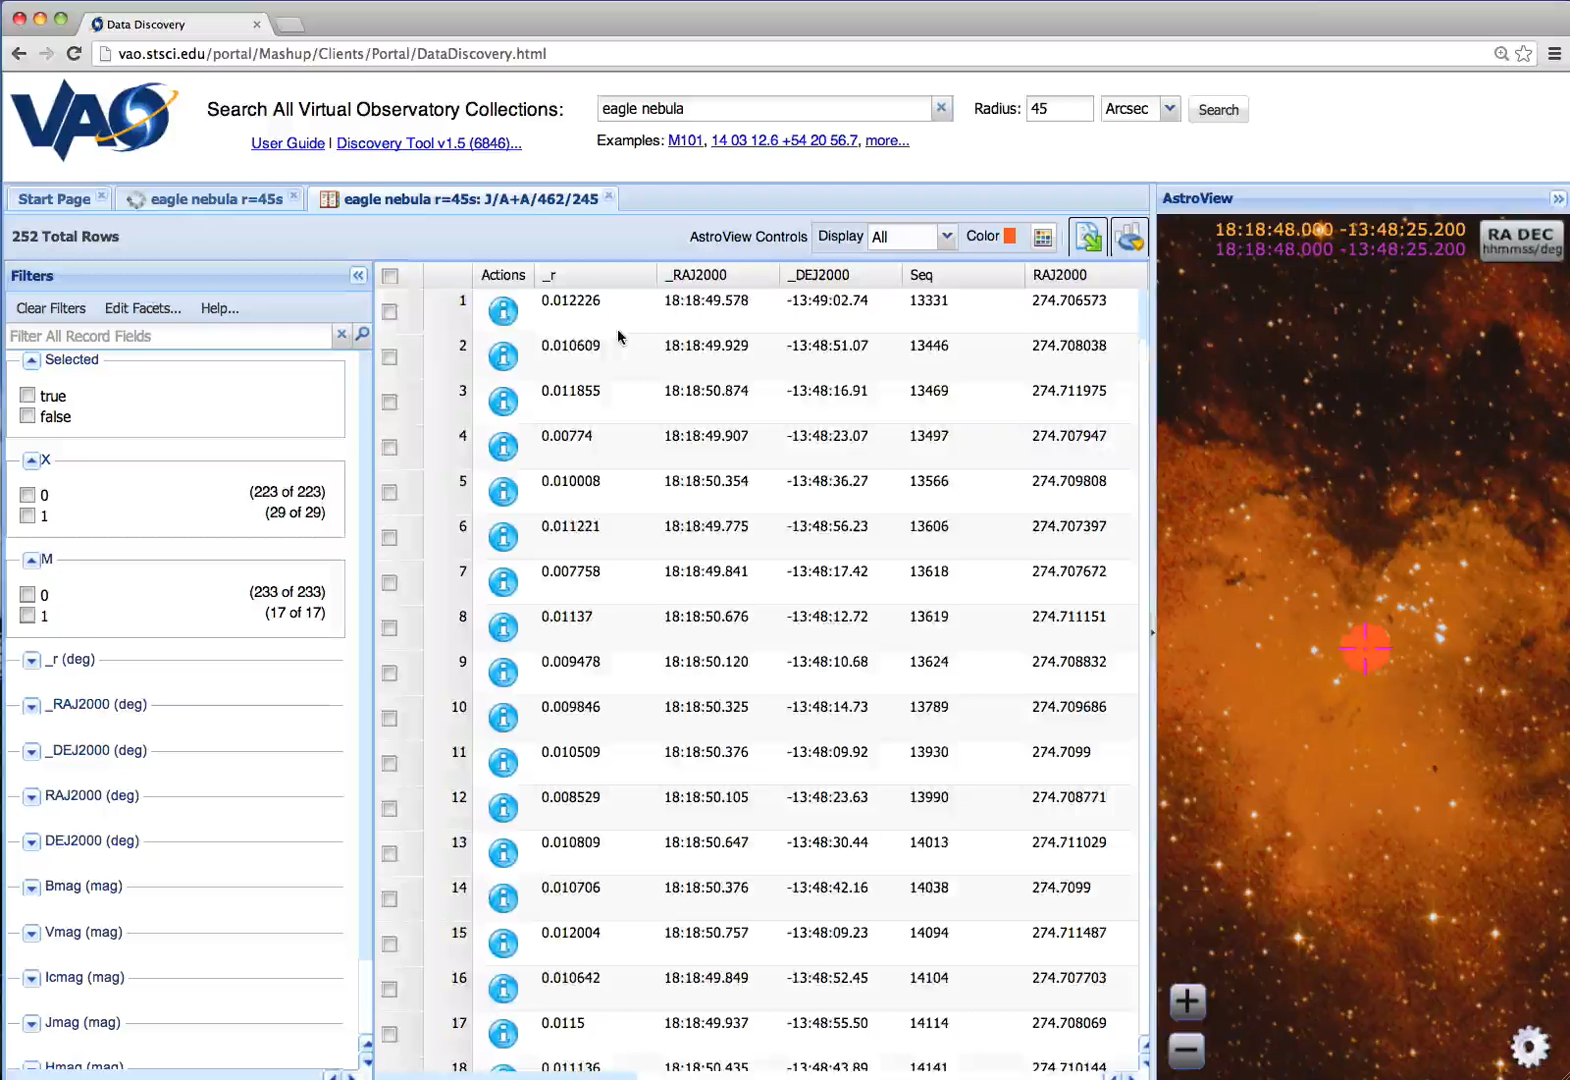 Data Discovery
vao.stsci.edu/portal/Mashup/Clients/Portal/DataDiscovery.html
VAO
Search All Virtual Observatory Collections:
eagle nebula
Radius: 45 Arcsec Search
User Guide | Discovery Tool v1.5 (6846)...
Examples: M101, 14 03 12.6 +54 20 56.7, more...
Start Page
eagle nebula r=45s
eagle nebula r=45s: J/A+A/462/245
AstroView
252 Total Rows
AstroView Controls Display All Color
18:18:48.000 -13:48:25.200
18:18:48.000 -13:48:25.200
RA DEC
hhmmss/deg
Filters
Clear Filters Edit Facets... Help...
Filter All Record Fields
Selected
true
false
X
0 (223 of 223)
1 (29 of 29)
M
0 (233 of 233)
1 (17 of 17)
_r (deg)
_RAJ2000 (deg)
_DEJ2000 (deg)
RAJ2000 (deg)
DEJ2000 (deg)
Bmag (mag)
Vmag (mag)
Icmag (mag)
Jmag (mag)
Hmag (mag)
Actions _r _RAJ2000 _DEJ2000 Seq RAJ2000
1 0.012226 18:18:49.578 -13:49:02.74 13331 274.706573
2 0.010609 18:18:49.929 -13:48:51.07 13446 274.708038
3 0.011855 18:18:50.874 -13:48:16.91 13469 274.711975
4 0.00774 18:18:49.907 -13:48:23.07 13497 274.707947
5 0.010008 18:18:50.354 -13:48:36.27 13566 274.709808
6 0.011221 18:18:49.775 -13:48:56.23 13606 274.707397
7 0.007758 18:18:49.841 -13:48:17.42 13618 274.707672
8 0.01137 18:18:50.676 -13:48:12.72 13619 274.711151
9 0.009478 18:18:50.120 -13:48:10.68 13624 274.708832
10 0.009846 18:18:50.325 -13:48:14.73 13789 274.709686
11 0.010509 18:18:50.376 -13:48:09.92 13930 274.7099
12 0.008529 18:18:50.105 -13:48:23.63 13990 274.708771
13 0.010809 18:18:50.647 -13:48:30.44 14013 274.711029
14 0.010706 18:18:50.376 -13:48:42.16 14038 274.7099
15 0.012004 18:18:50.757 -13:48:09.23 14094 274.711487
16 0.010642 18:18:49.849 -13:48:52.45 14104 274.707703
17 0.0115 18:18:49.937 -13:48:55.50 14114 274.708069
18 0.011136 18:18:50.435 -13:48:43.89 14141 274.710144